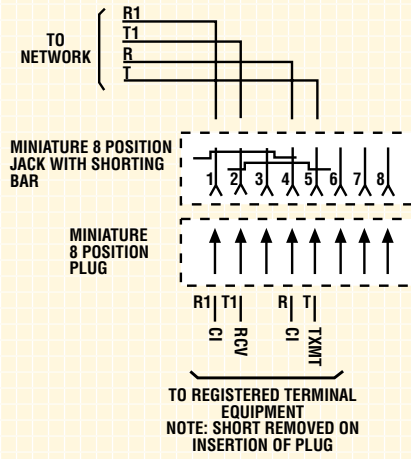 R1
T1
R
T
TO
NETWORK
MINIATURE 8 POSITION
JACK WITH SHORTING
BAR
1 2 3 4 5 6 7 8
MINIATURE
8 POSITION
PLUG
R1 T1 R T
CI RCV CI TXMT
TO REGISTERED TERMINAL
EQUIPMENT
NOTE: SHORT REMOVED ON
INSERTION OF PLUG